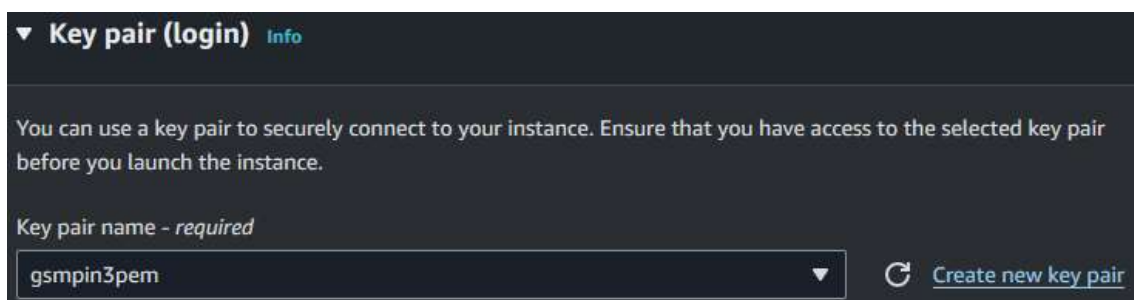 Key pair (login) Info
You can use a key pair to securely connect to your instance. Ensure that you have access to the selected key pair
before you launch the instance.
Key pair name - required
gsmpin3pem
Create new key pair